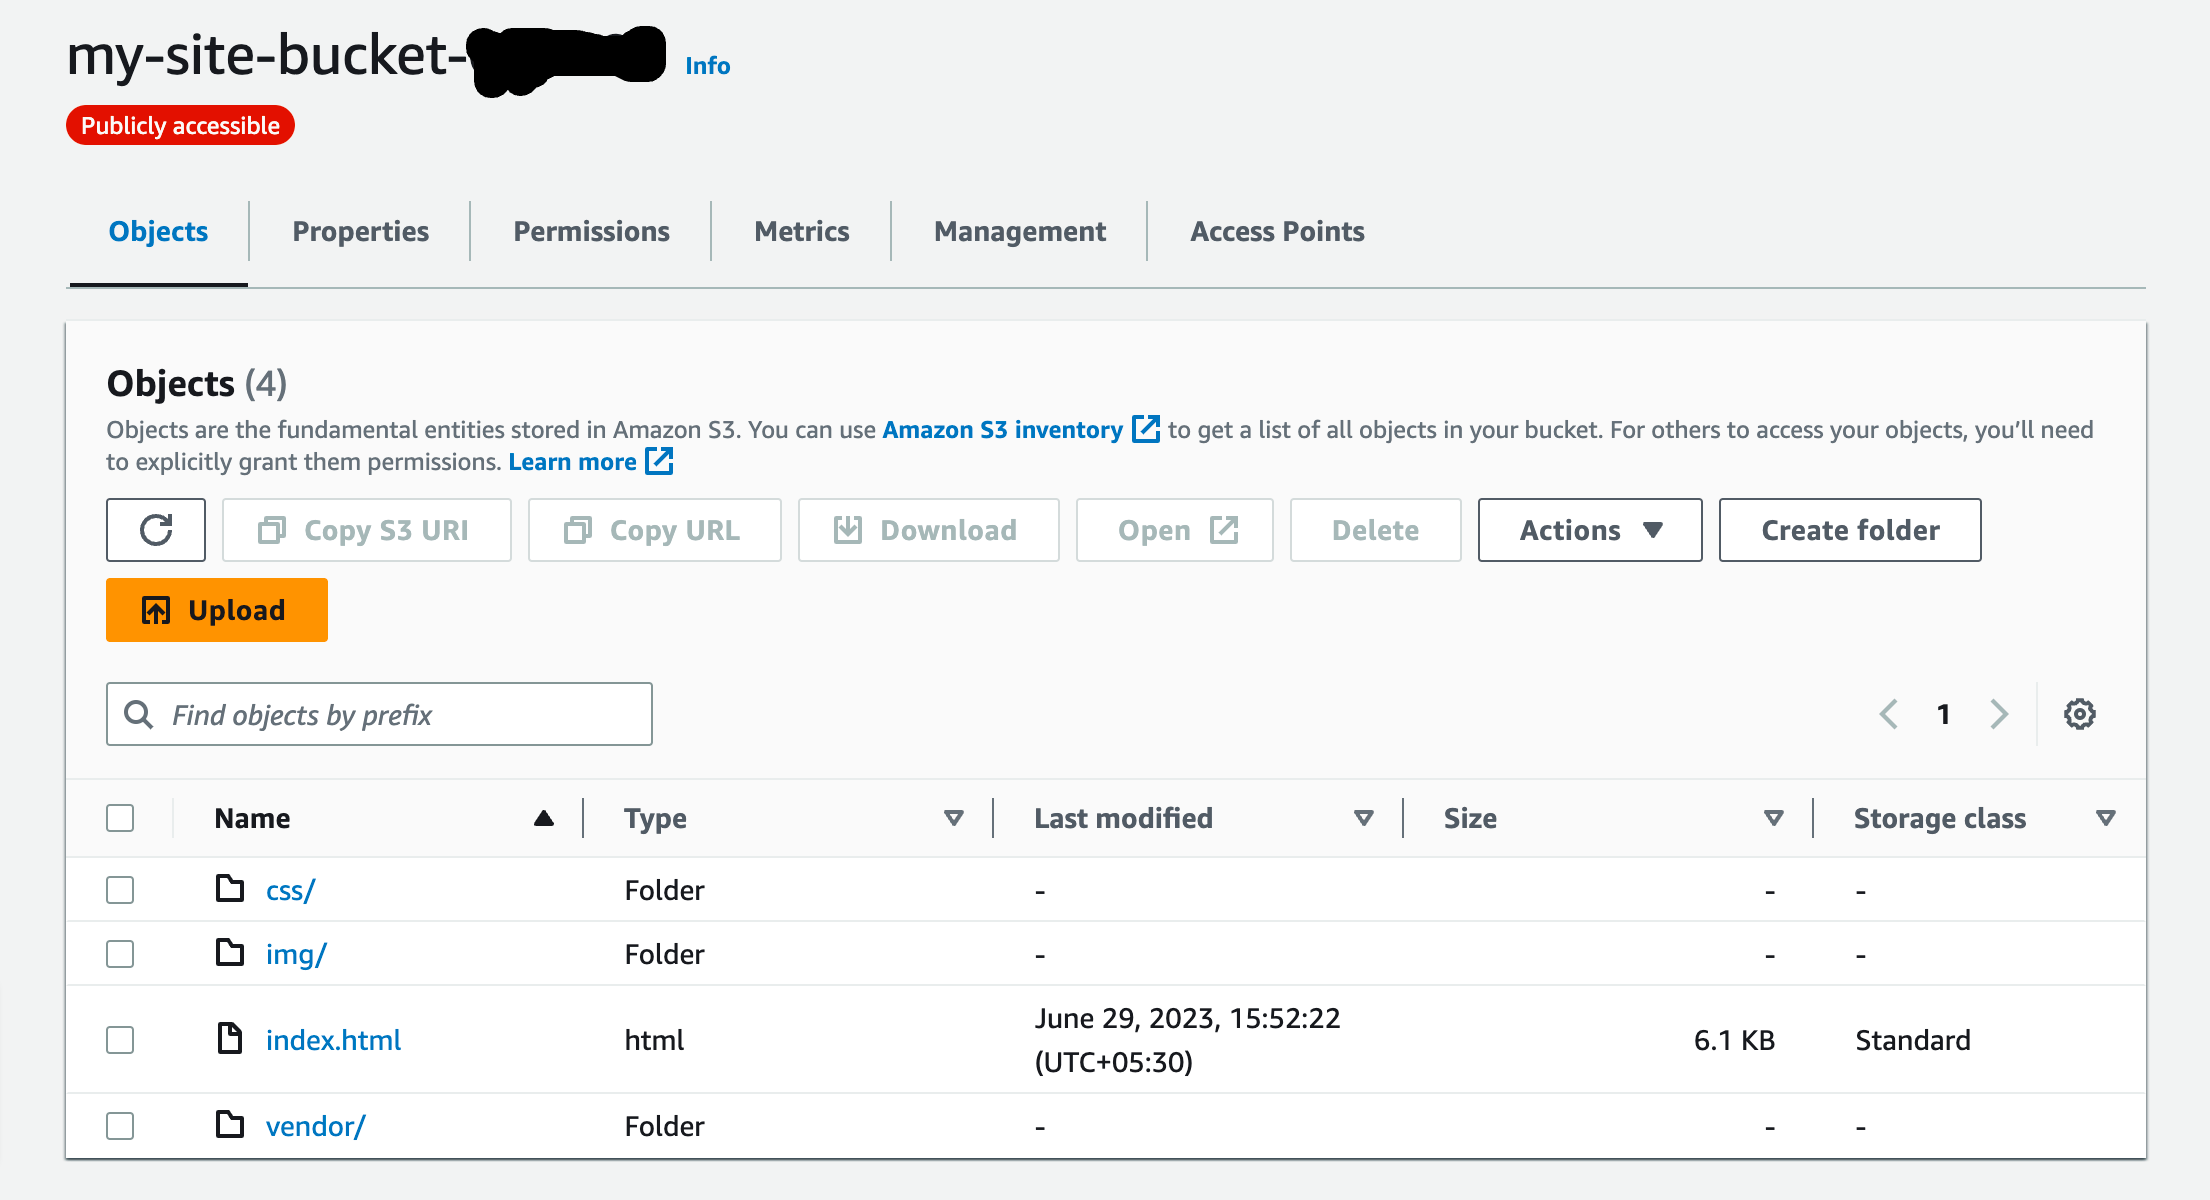 my-site-bucket- Info
Publicly accessible
Objects Properties Permissions Metrics Management Access Points
Objects (4)
Objects are the fundamental entities stored in Amazon S3. You can use Amazon S3 inventory to get a list of all objects in your bucket. For others to access your objects, you’ll need
to explicitly grant them permissions. Learn more
Copy S3 URI Copy URL Download Open Delete Actions Create folder
Upload
Find objects by prefix 1
Name Type Last modified Size Storage class
css/ Folder - - -
img/ Folder - - -
index.html html June 29, 2023, 15:52:22 6.1 KB Standard
(UTC+05:30)
vendor/ Folder - - -